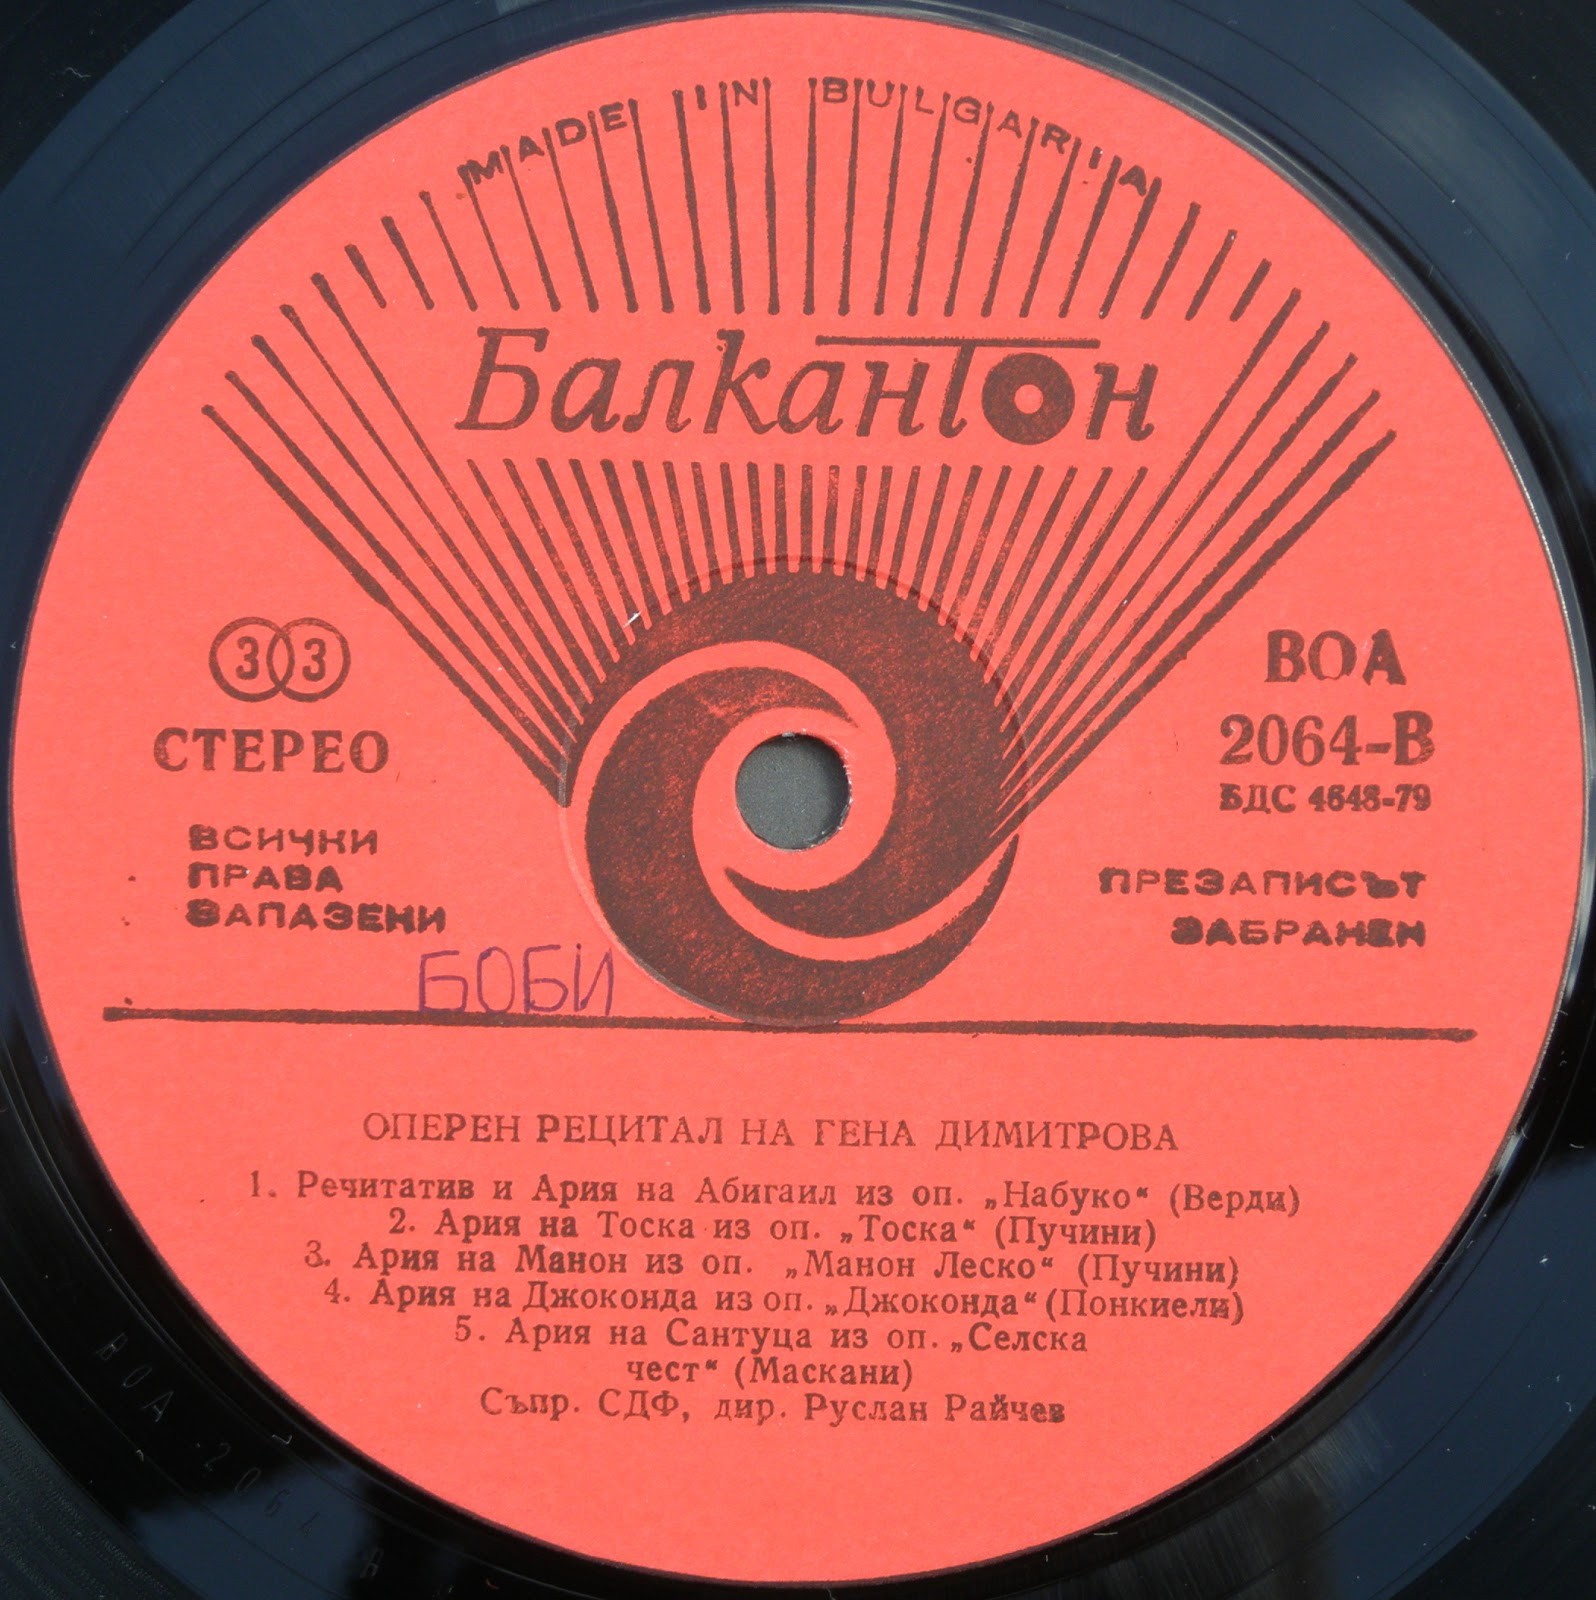 MADE IN BULGARIA
Балкантон
33
СТЕРЕО
ВСИЧКИ
ПРАВА
ЗАПАЗЕНИ
ВОА
2064-В
БДС 4648-79
ПРЕЗАПИСЪТ
ЗАБРАНЕН
БОБИ
ОПЕРЕН РЕЦИТАЛ НА ГЕНА ДИМИТРОВА
1. Речитатив и Ария на Абигаил из оп. „Набуко“ (Верди)
2. Ария на Тоска из оп. „Тоска“ (Пучини)
3. Ария на Манон из оп. „Манон Леско“ (Пучини)
4. Ария на Джоконда из оп. „Джоконда“ (Понкиели)
5. Ария на Сантуца из оп. „Селска
чест“ (Маскани)
Съпр. СДФ, дир. Руслан Райчев
ВОА 2064 В